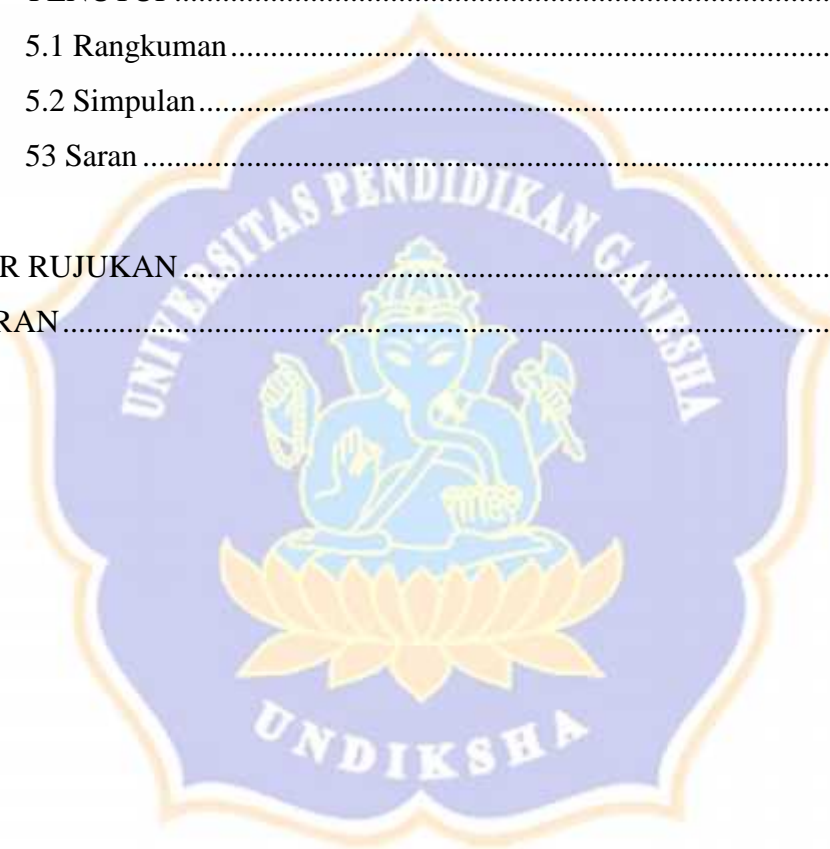 5.1 Rangkuman........................................................................
5.2 Simpulan............................................................................
53 Saran...................................................................................
R RUJUKAN..............................................................................
RAN............................................................................................
UNIVERSITAS PENDIDIKAN GANESHA
UNDIKSHA